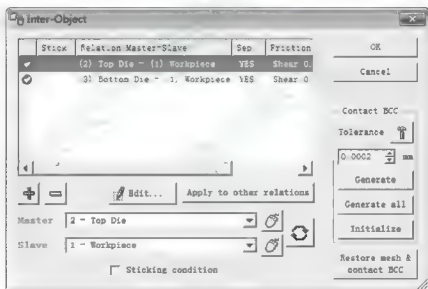 Inter-Object
Stick Relation Master-Slave Sep Friction
(2) Top Die - (1) Workpiece YES Shear 0.
3) Bottom Die - 1, Workpiece YES Shear 0
OK
Cancel
Contact BCC
Tolerance
0.0002 mm
Generate
Generate all
Initialize
Restore mesh &
contact BCC
Edit... Apply to other relations
Master 2 - Top Die
Slave 1 - Workpiece
Sticking condition